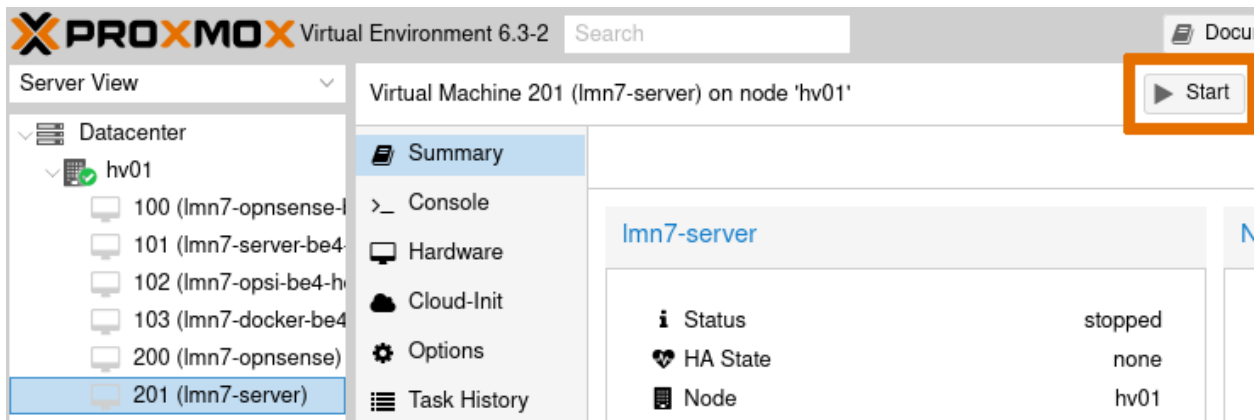 PROXMOX Virtual Environment 6.3-2 Search
Server View
Virtual Machine 201 (lmn7-server) on node 'hv01' Start
Datacenter
hv01
100 (lmn7-opnsense-
101 (lmn7-server-be4-
102 (lmn7-opsi-be4-
103 (lmn7-docker-be4
200 (lmn7-opnsense)
201 (lmn7-server)
Summary
>_ Console
Hardware
Cloud-Init
Options
Task History
lmn7-server
Status stopped
HA State none
Node hv01